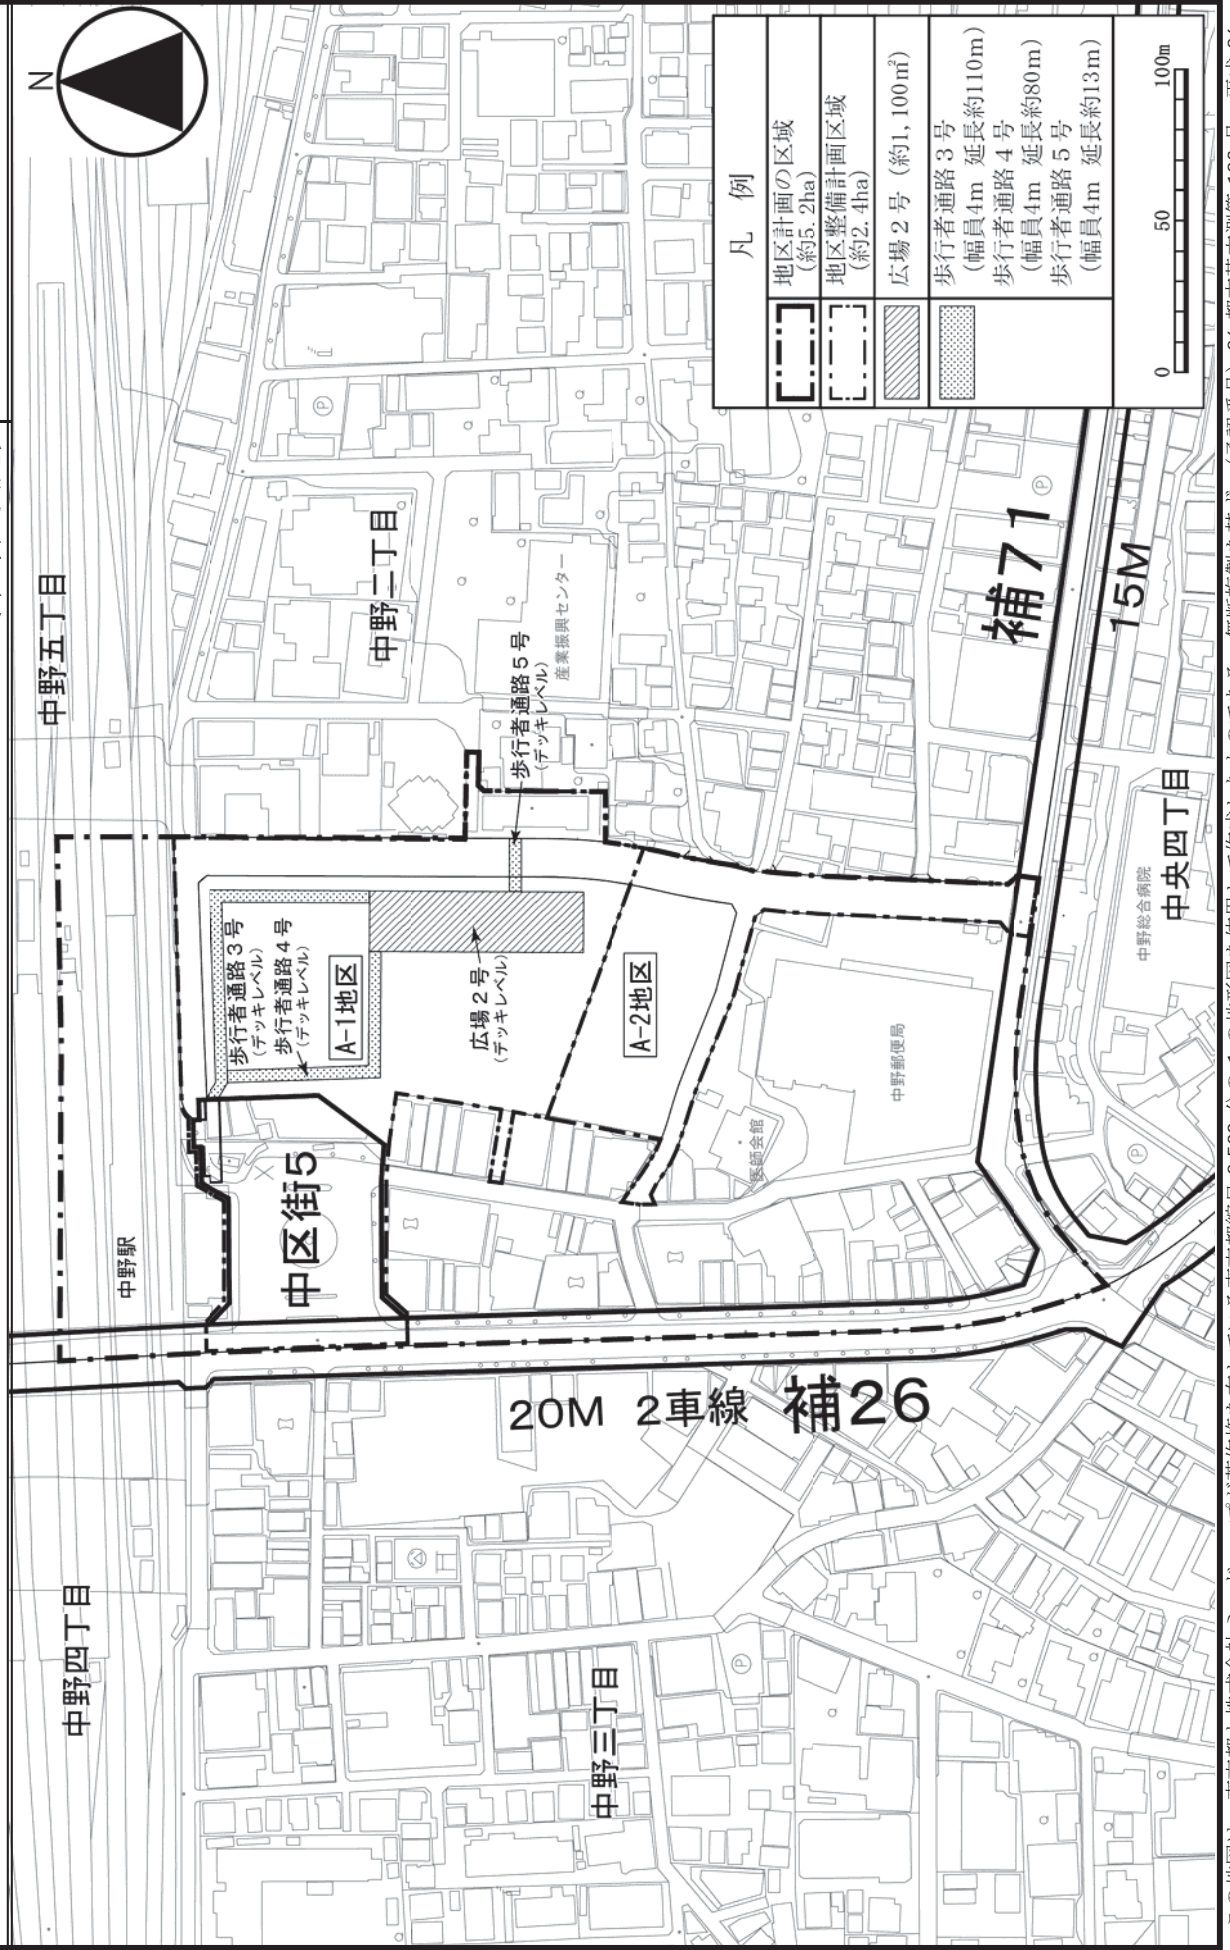 N
中野五丁目
中野四丁目
中野駅
中野二丁目
産業振興センター
歩行者通路5号
(デッキレベル)
歩行者通路3号
(デッキレベル)
歩行者通路4号
(デッキレベル)
A-1地区
広場2号
(デッキレベル)
A-2地区
中区街5
医師会館
中野郵便局
中野総合病院
中央四丁目
補71
15M
20M 2車線 補26
中野三丁目
P
P
P
P
凡 例
地区計画の区域
(約5.2ha)
地区整備計画区域
(約2.4ha)
広場2号 (約1,100㎡)
歩行者通路3号
(幅員4m 延長約110m)
歩行者通路4号
(幅員4m 延長約80m)
歩行者通路5号
(幅員4m 延長約13m)
0 50 100m